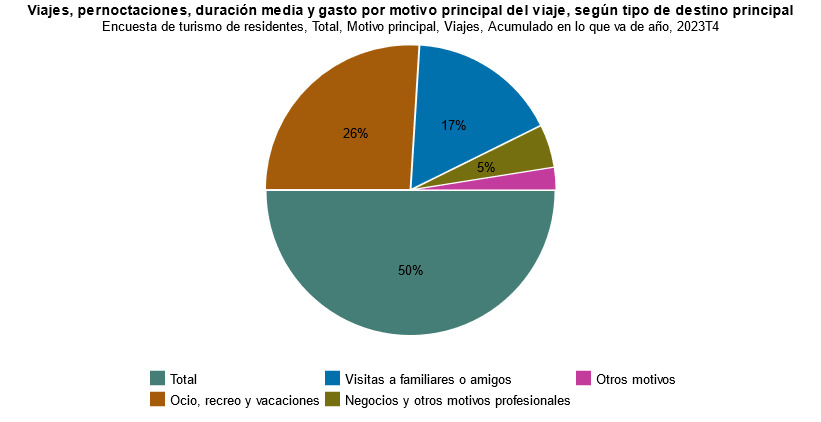 Viajes, pernoctaciones, duración media y gasto por motivo principal del viaje, según tipo de destino principal
Encuesta de turismo de residentes, Total, Motivo principal, Viajes, Acumulado en lo que va de año, 2023T4
17%
26%
5%
50%
Total
Visitas a familiares o amigos
Otros motivos
Ocio, recreo y vacaciones
Negocios y otros motivos profesionales